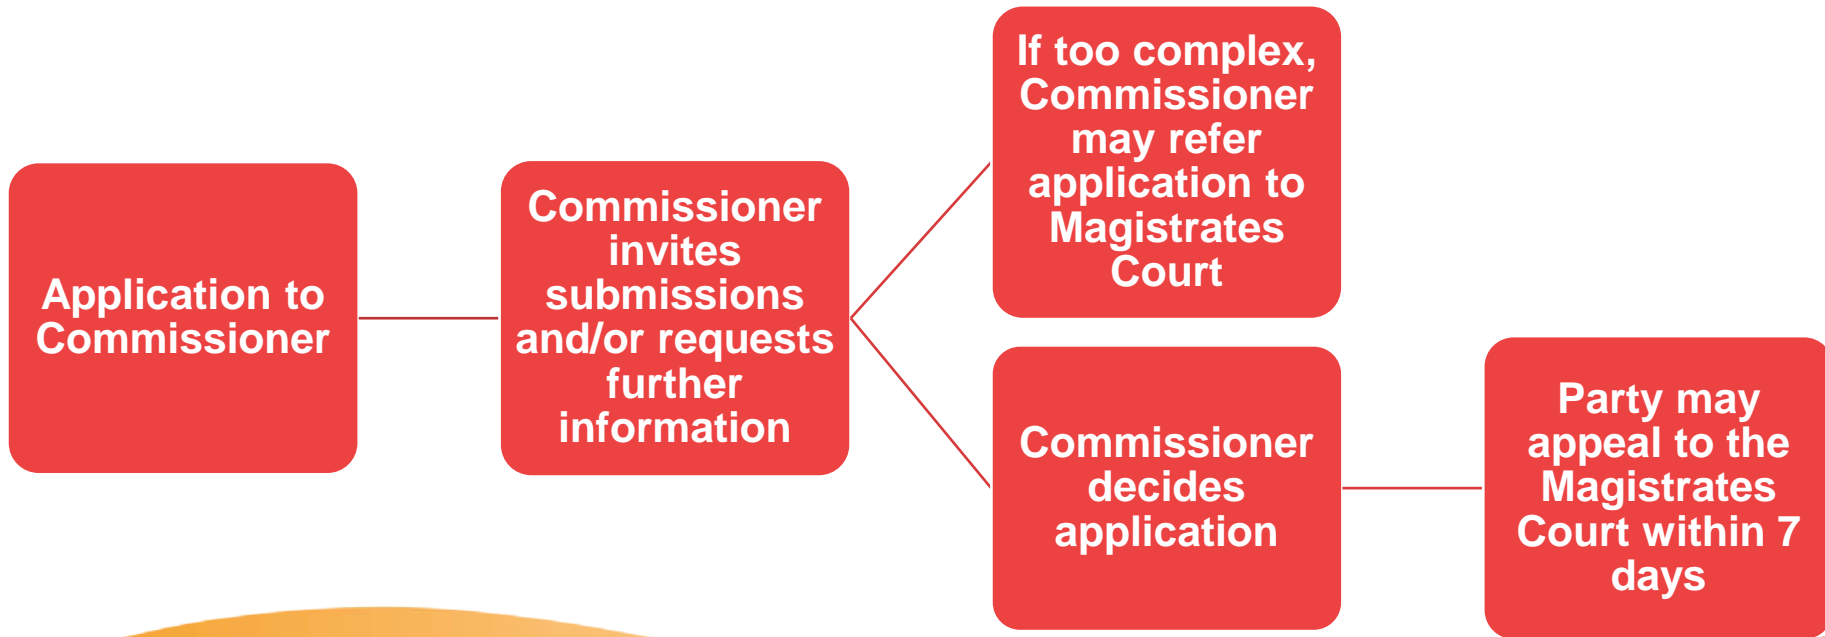 Application to
Commissioner
Commissioner
invites
submissions
and/or requests
further
information
If too complex,
Commissioner
may refer
application to
Magistrates
Court
Commissioner
decides
application
Party may
appeal to the
Magistrates
Court within 7
days